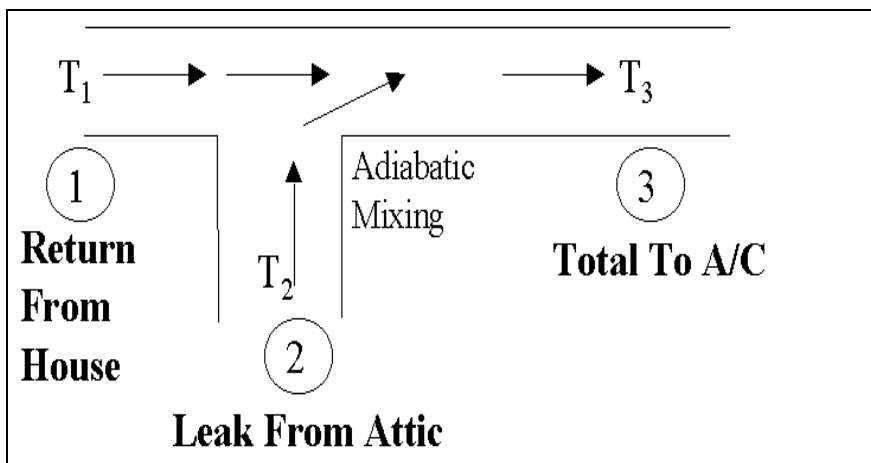 T1
T3
1
Return
From
House
T2
Adiabatic
Mixing
2
Leak From Attic
3
Total To A/C